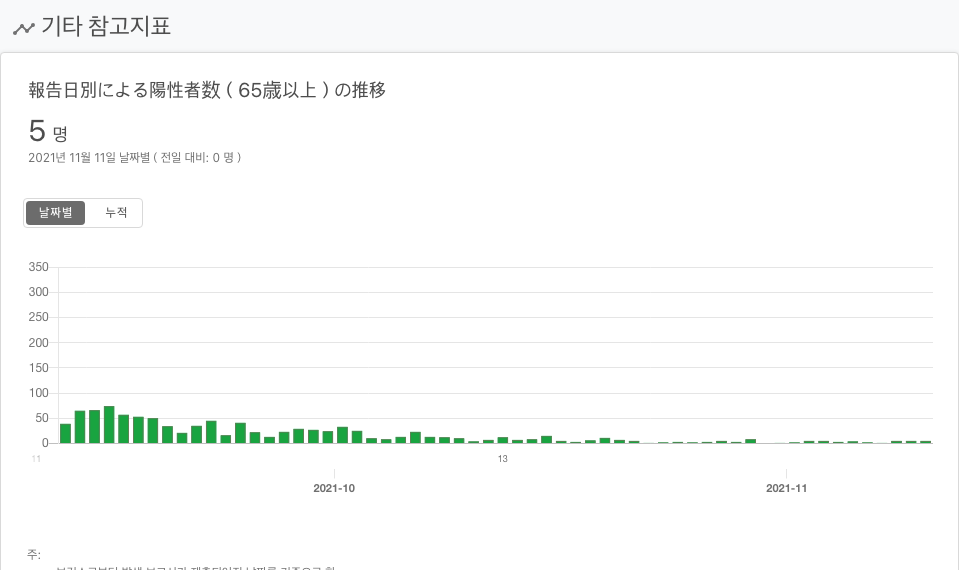 기타 참고지표
報告日別による陽性者数 ( 65歳以上 ) の推移
5 명
2021년 11월 11일 날짜별 ( 전일 대비: 0 명 )
날짜별 누적
350
300
250
200
150
100
50
0
11 13
2021-10 2021-11
주: